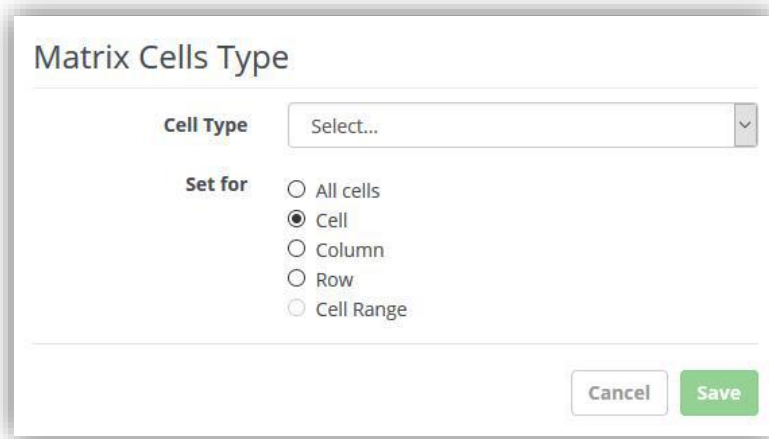 Matrix Cells Type
Cell Type
Select...
Set for
All cells
Cell
Column
Row
Cell Range
Cancel
Save